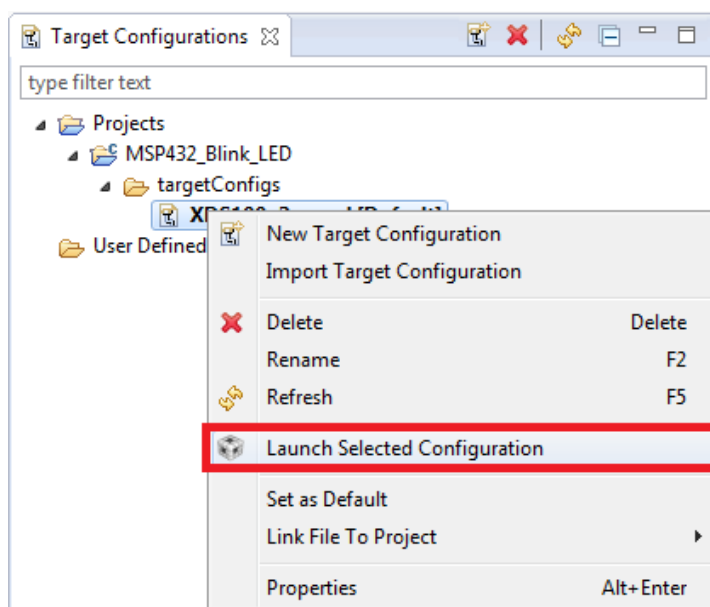 Target Configurations
type filter text
Projects
MSP432_Blink_LED
targetConfigs
User Defined
New Target Configuration
Import Target Configuration
Delete Delete
Rename F2
Refresh F5
Launch Selected Configuration
Set as Default
Link File To Project
Properties Alt+Enter